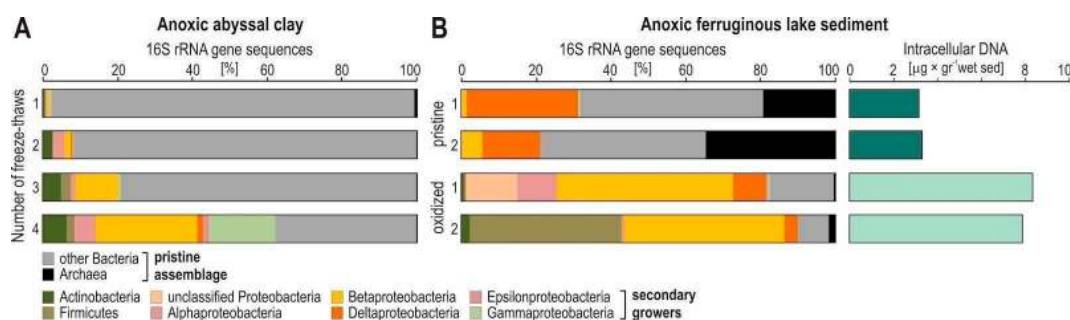 A Anoxic abyssal clay
16S rRNA gene sequences
[%]
0 20 40 60 80 100
Number of freeze-thaws
1
2
3
4
B Anoxic ferruginous lake sediment
16S rRNA gene sequences
[%]
0 20 40 60 80 100
Intracellular DNA
[µg × gr⁻¹wet sed]
0 2 4 6 8 10
pristine
1
2
oxidized
1
2
other Bacteria pristine
Archaea assemblage
Actinobacteria unclassified Proteobacteria Betaproteobacteria Epsilonproteobacteria secondary
Firmicutes Alphaproteobacteria Deltaproteobacteria Gammaproteobacteria growers